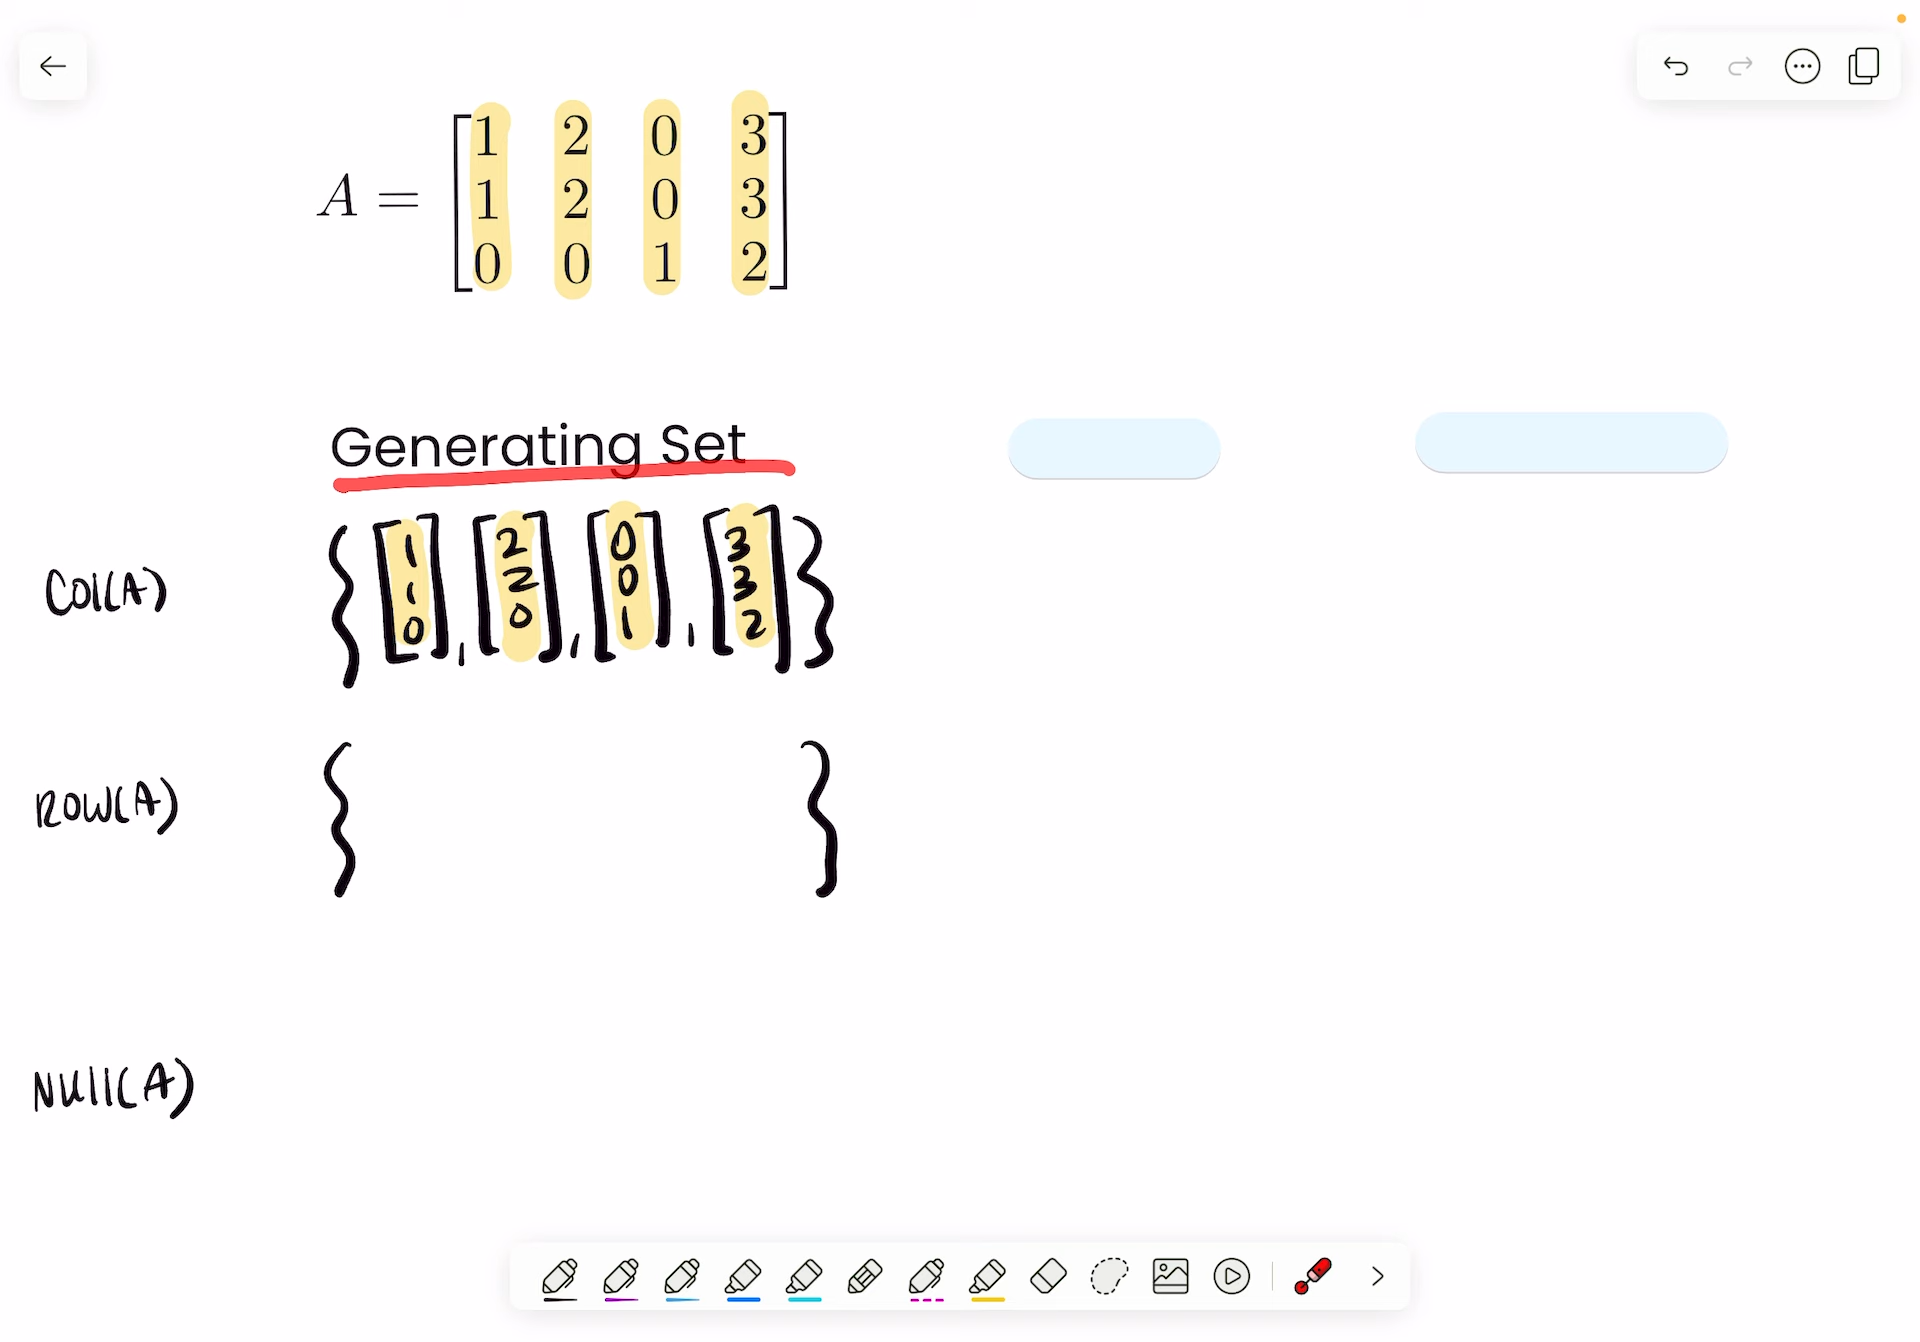 A = [1 2 0 3
1 2 0 3
0 0 1 2]
Generating Set
Col(A) { [1 1 0], [2 2 0], [0 0 1], [3 3 2] }
ROW(A) { }
NUll(A)